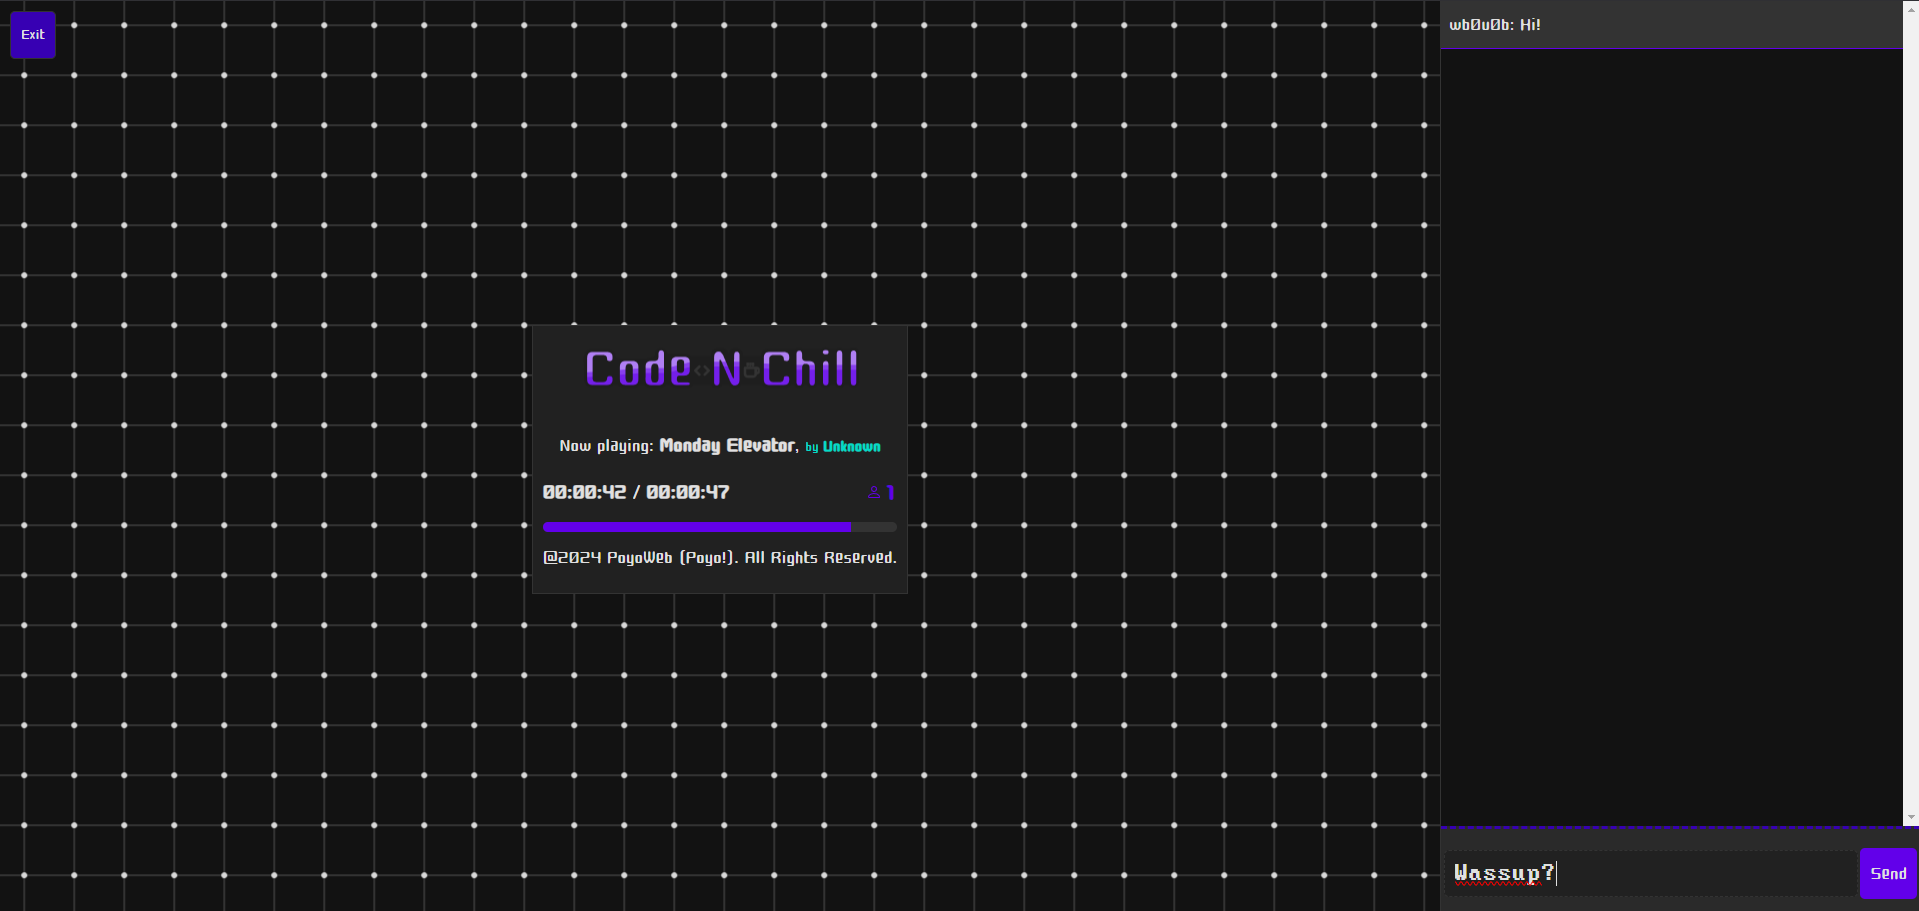 Exit
Code<>N Chill
Now playing: Monday Elevator, by Unknown
00:00:42 / 00:00:47
1
@2024 PoyoWeb (Poyo!). All Rights Reserved.
wb0u0b: Hi!
Wassup?
Send